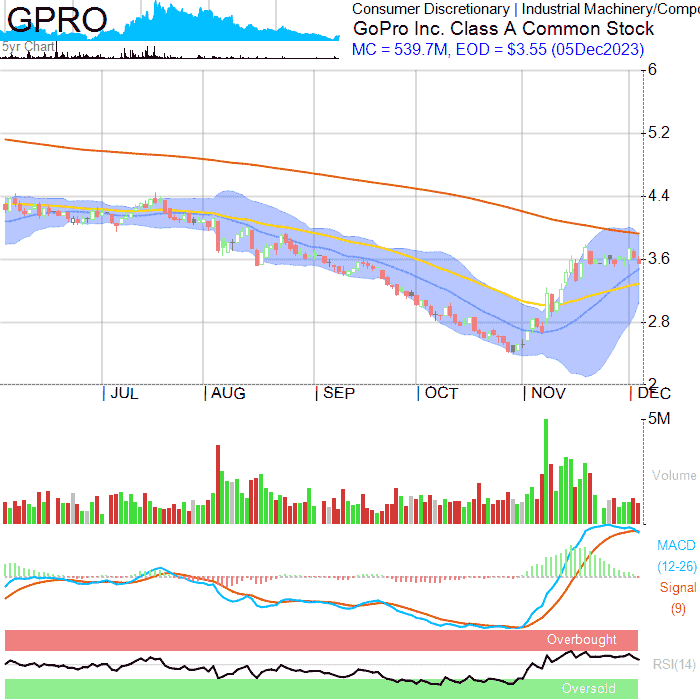 GPRO
5yr Chart
Consumer Discretionary | Industrial Machinery/Compo
GoPro Inc. Class A Common Stock
MC = 539.7M, EOD = $3.55 (05Dec2023)
6
5.2
4.4
3.6
2.8
2
JUL AUG SEP OCT NOV DEC
5M
Volume
MACD
(12-26)
Signal
(9)
Overbought
RSI(14)
Oversold